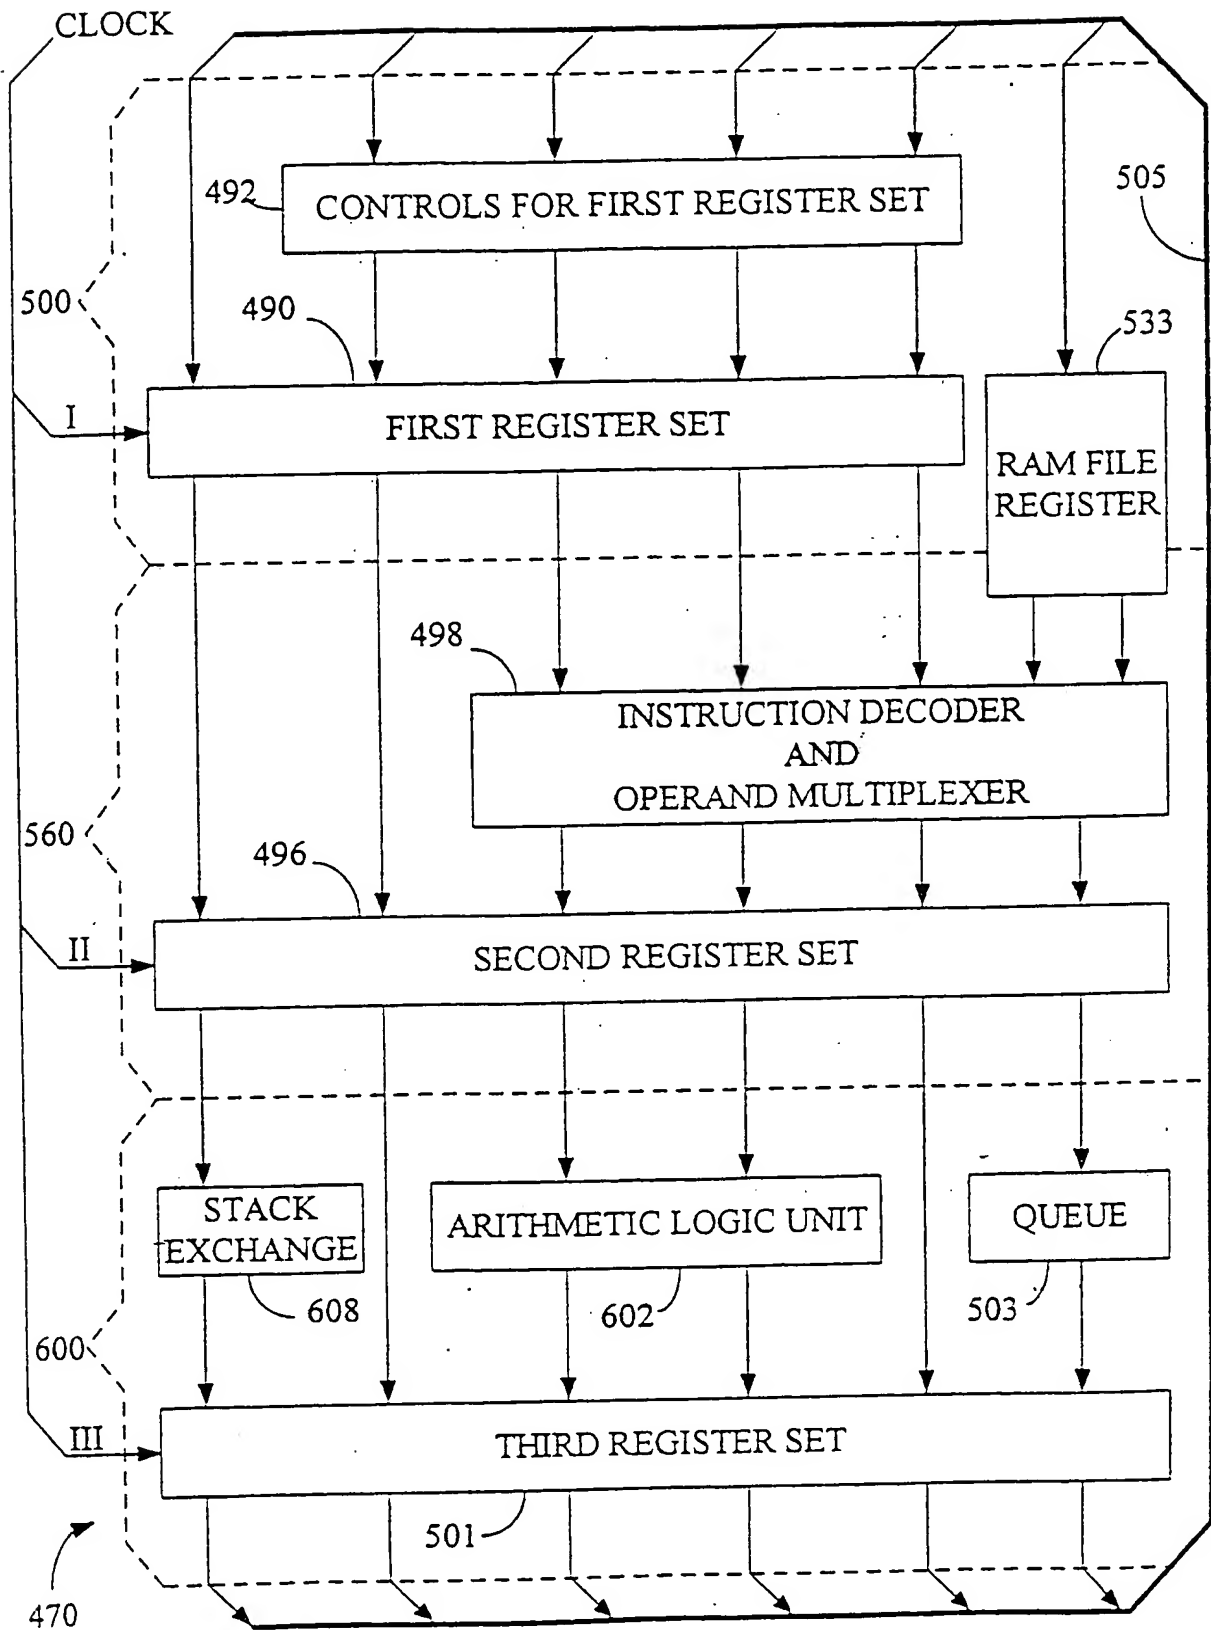 CLOCK
492
CONTROLS FOR FIRST REGISTER SET
505
500
490
533
I
FIRST REGISTER SET
RAM FILE
REGISTER
498
INSTRUCTION DECODER
AND
OPERAND MULTIPLEXER
560
496
II
SECOND REGISTER SET
STACK
EXCHANGE
ARITHMETIC LOGIC UNIT
QUEUE
608
602
503
600
III
THIRD REGISTER SET
501
470